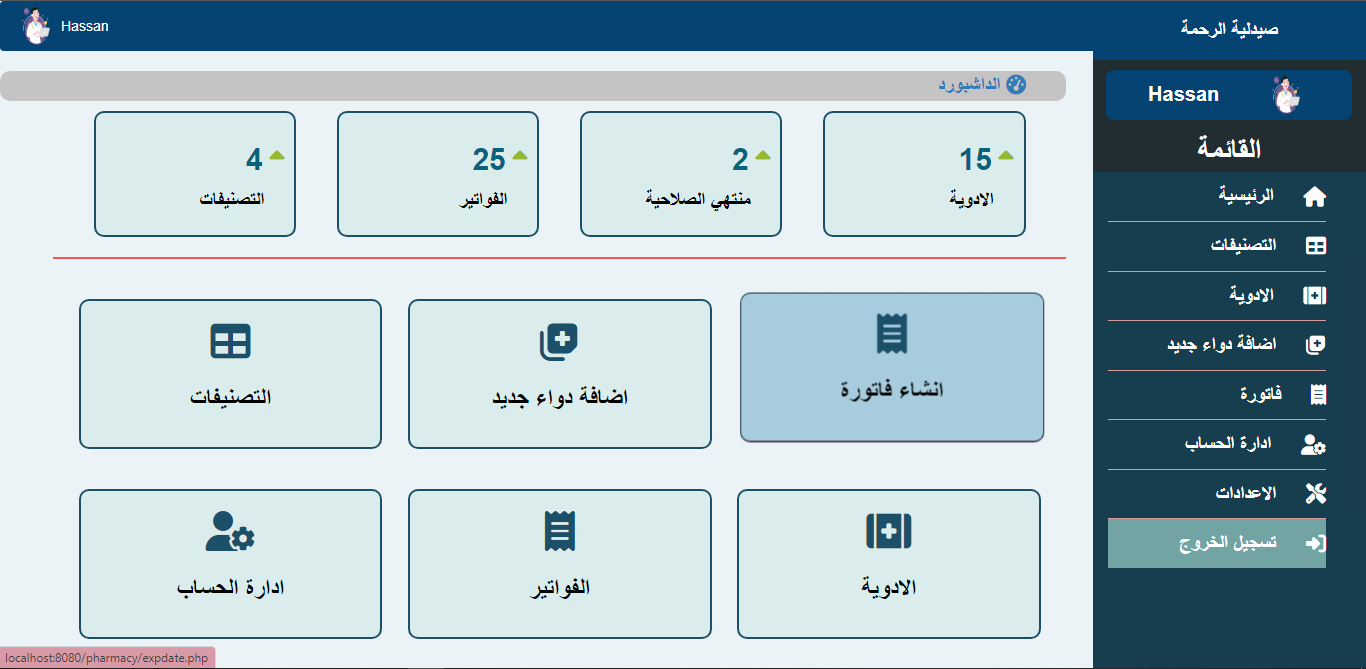 صيدلية الرحمة
Hassan
Hassan
القائمة
الرئيسية
التصنيفات
الادوية
اضافة دواء جديد
فاتورة
ادارة الحساب
الاعدادات
تسجيل الخروج
الداشبورد
15
الادوية
2
منتهي الصلاحية
25
الفواتير
4
التصنيفات
انشاء فاتورة
اضافة دواء جديد
التصنيفات
الادوية
الفواتير
ادارة الحساب
localhost:8080/pharmacy/expdate.php